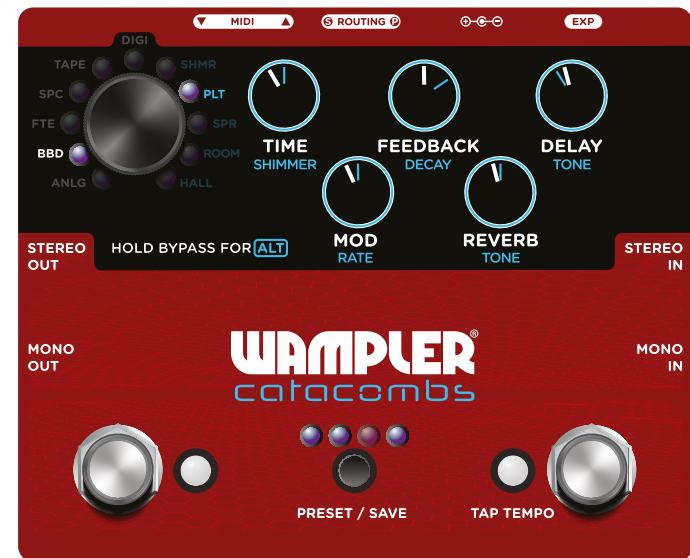 MIDI
S ROUTING P
EXP
DIGI
TAPE
SHMR
SPC
PLT
FTE
SPR
BBD
ROOM
ANLG
HALL
TIME
SHIMMER
FEEDBACK
DECAY
DELAY
TONE
MOD
RATE
REVERB
TONE
HOLD BYPASS FOR ALT
STEREO
OUT
STEREO
IN
MONO
OUT
MONO
IN
WAMPLER®
catacombs
PRESET / SAVE
TAP TEMPO